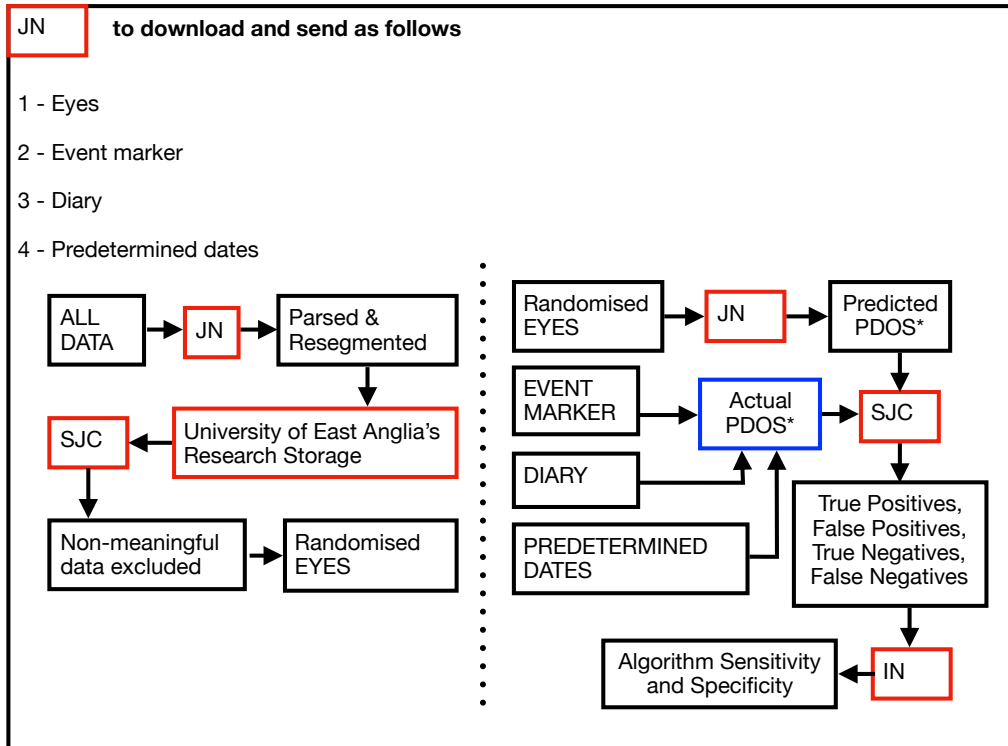 JN to download and send as follows
1 - Eyes
2 - Event marker
3 - Diary
4 - Predetermined dates
ALL
DATA
JN
Parsed &
Resegmented
SJC
University of East Anglia's
Research Storage
Non-meaningful
data excluded
Randomised
EYES
Randomised
EYES
JN
Predicted
PDOS*
EVENT
MARKER
Actual
PDOS*
SJC
DIARY
PREDETERMINED
DATES
True Positives,
False Positives,
True Negatives,
False Negatives
Algorithm Sensitivity
and Specificity
IN